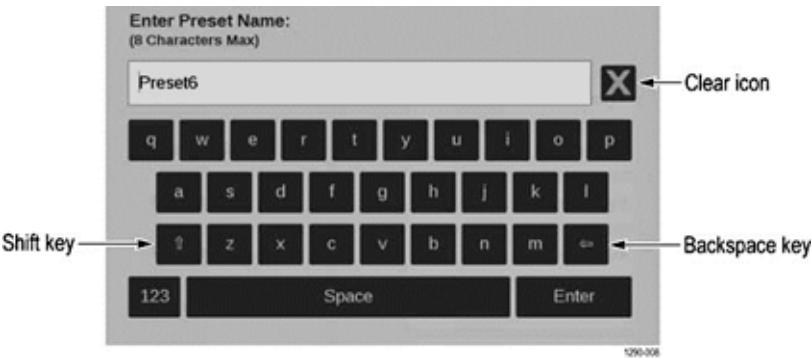 Enter Preset Name:
(8 Characters Max)
Preset6
X
Clear icon
q w e r t y u i o p
a s d f g h j k l
Shift key
⇧ z x c v b n m ⇦
Backspace key
123 Space Enter
1290-008